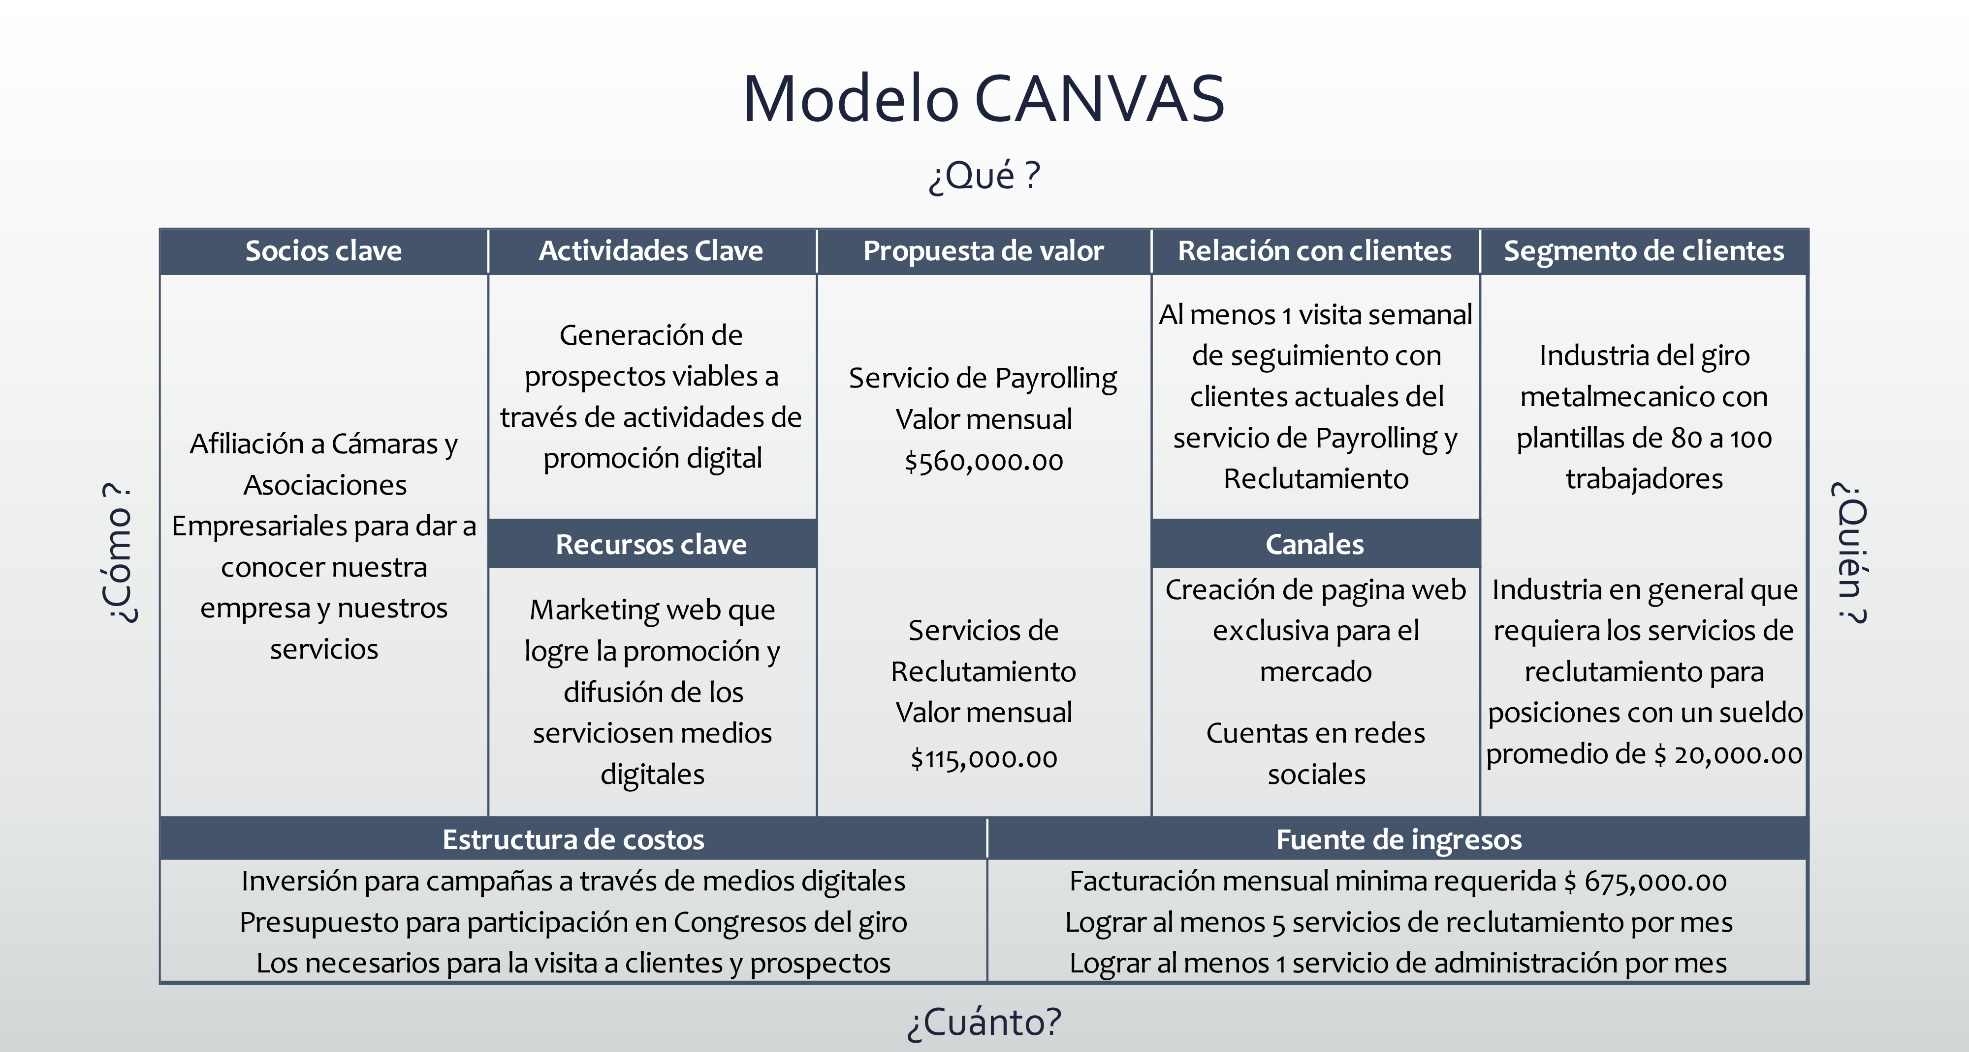 Modelo CANVAS
¿Qué ?
¿Cómo ?
Socios clave
Afiliación a Cámaras y
Asociaciones
Empresariales para dar a
conocer nuestra
empresa y nuestros
servicios
Actividades Clave
Generación de
prospectos viables a
través de actividades de
promoción digital
Recursos clave
Marketing web que
logre la promoción y
difusión de los
serviciosen medios
digitales
Propuesta de valor
Servicio de Payrolling
Valor mensual
$560,000.00
Servicios de
Reclutamiento
Valor mensual
$115,000.00
Relación con clientes
Al menos 1 visita semanal
de seguimiento con
clientes actuales del
servicio de Payrolling y
Reclutamiento
Canales
Creación de pagina web
exclusiva para el
mercado
Cuentas en redes
sociales
Segmento de clientes
Industria del giro
metalmecanico con
plantillas de 80 a 100
trabajadores
Industria en general que
requiera los servicios de
reclutamiento para
posiciones con un sueldo
promedio de $ 20,000.00
¿Quién ?
Estructura de costos
Inversión para campañas a través de medios digitales
Presupuesto para participación en Congresos del giro
Los necesarios para la visita a clientes y prospectos
Fuente de ingresos
Facturación mensual minima requerida $ 675,000.00
Lograr al menos 5 servicios de reclutamiento por mes
Lograr al menos 1 servicio de administración por mes
¿Cuánto?